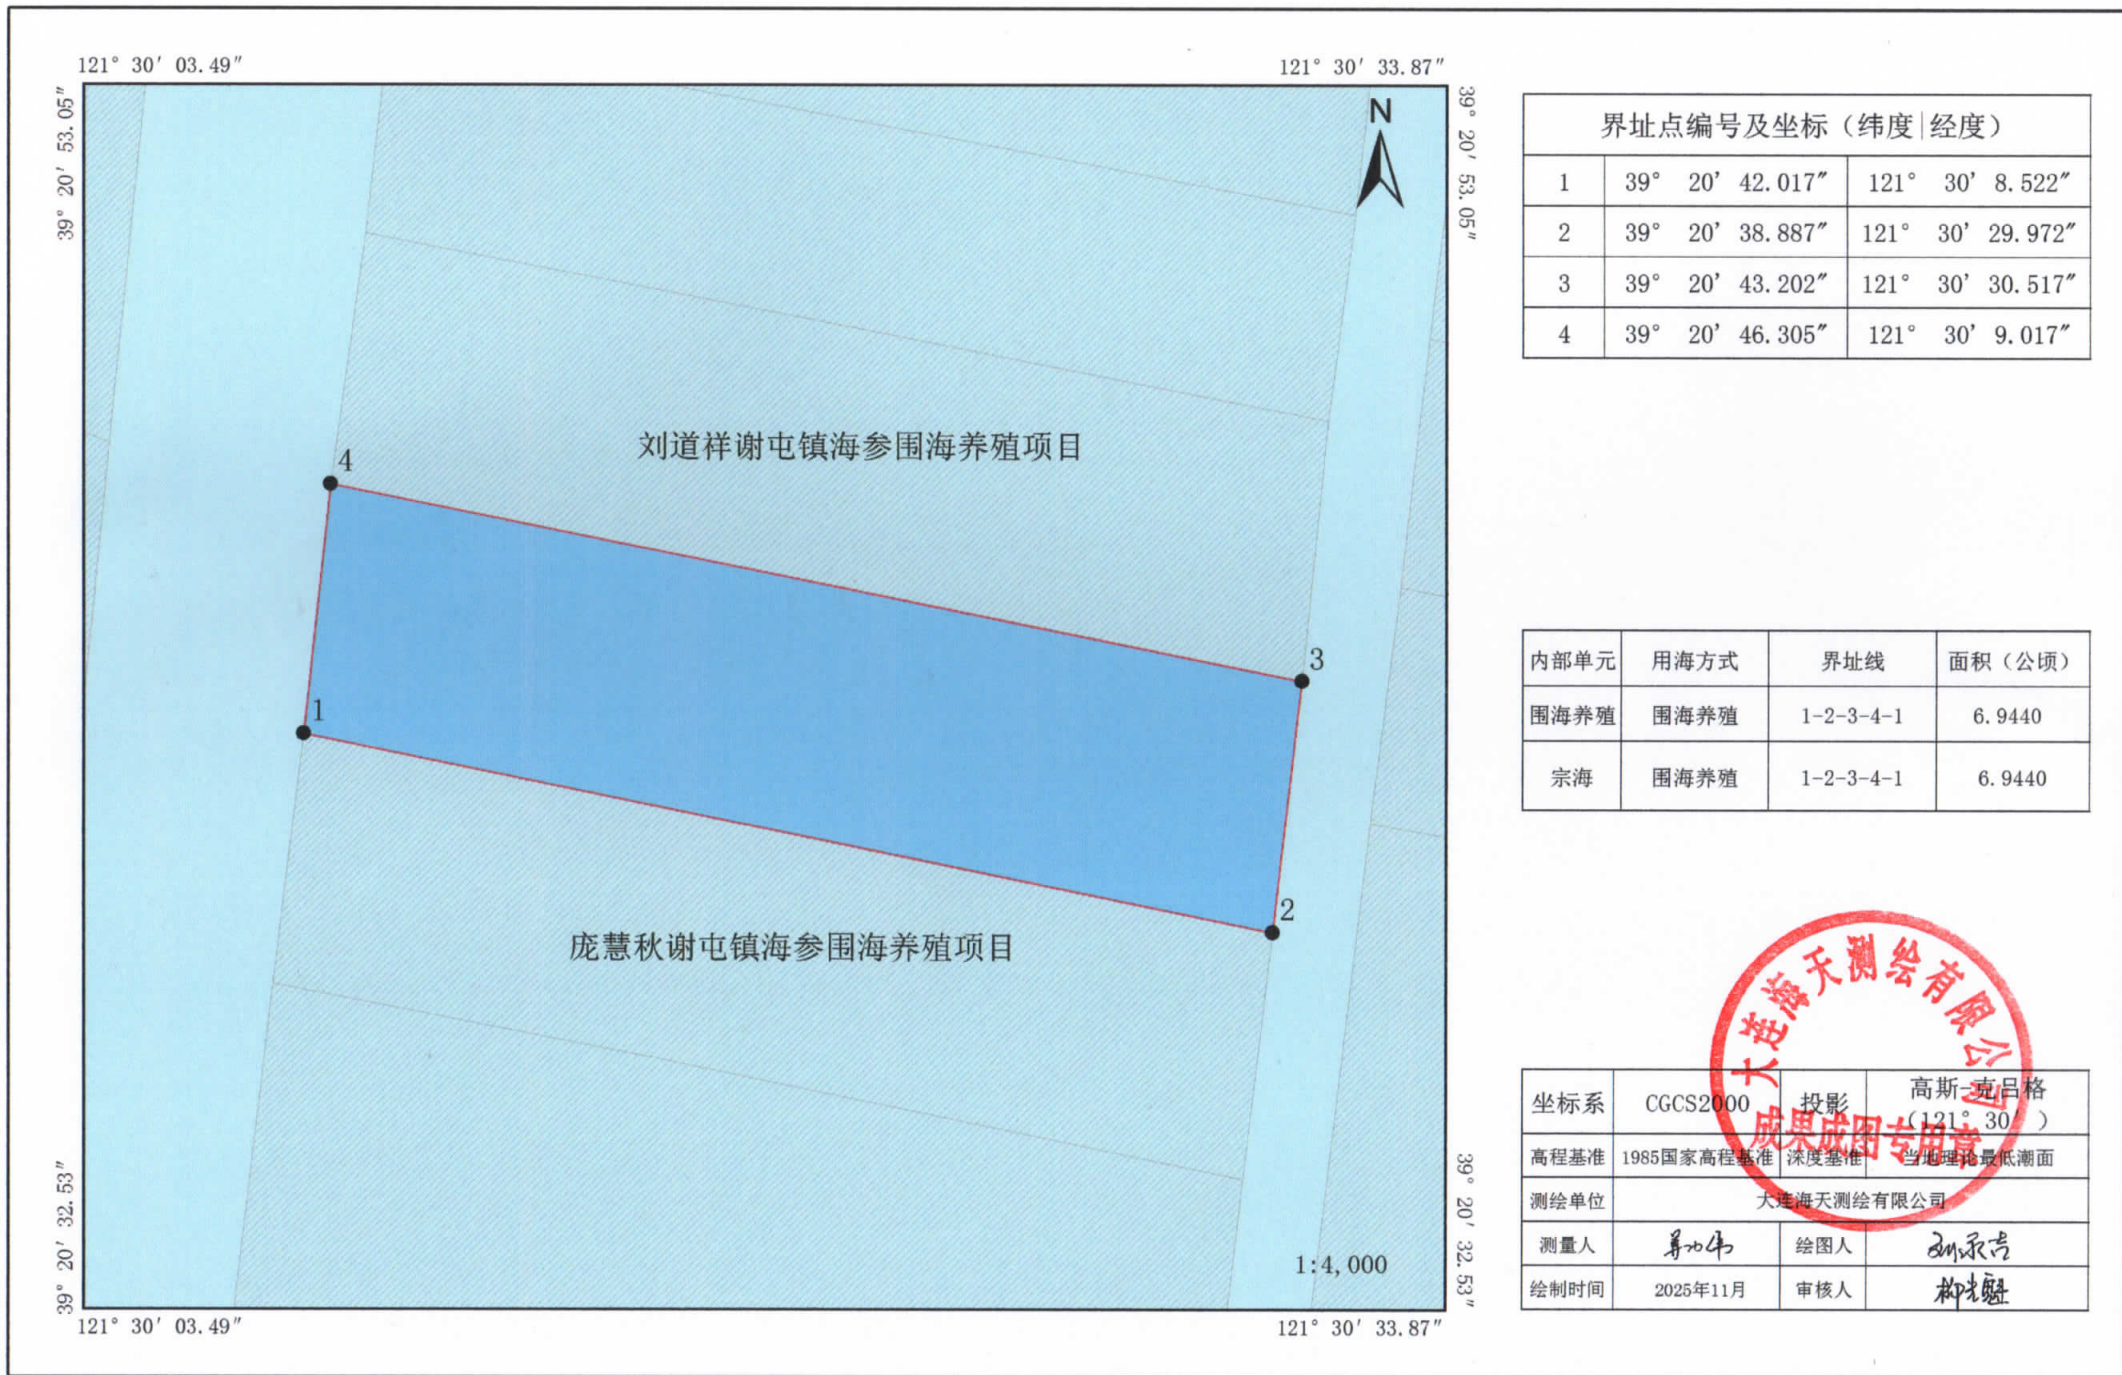 121° 30′ 03.49″
121° 30′ 33.87″
39° 20′ 53.05″
39° 20′ 53.05″
N
刘道祥谢屯镇海参围海养殖项目
4
3
1
2
庞慧秋谢屯镇海参围海养殖项目
1:4,000
39° 20′ 32.53″
39° 20′ 32.53″
121° 30′ 03.49″
121° 30′ 33.87″
界址点编号及坐标（纬度|经度）
1 39° 20′ 42.017″ 121° 30′ 8.522″
2 39° 20′ 38.887″ 121° 30′ 29.972″
3 39° 20′ 43.202″ 121° 30′ 30.517″
4 39° 20′ 46.305″ 121° 30′ 9.017″
内部单元 用海方式 界址线 面积（公顷）
围海养殖 围海养殖 1-2-3-4-1 6.9440
宗海 围海养殖 1-2-3-4-1 6.9440
大连海天测绘有限公司
成果成图专用章
坐标系 CGCS2000 投影 高斯-克吕格
（121° 30′ ）
高程基准 1985国家高程基准 深度基准 当地理论最低潮面
测绘单位 大连海天测绘有限公司
测量人 绘图人
绘制时间 2025年11月 审核人